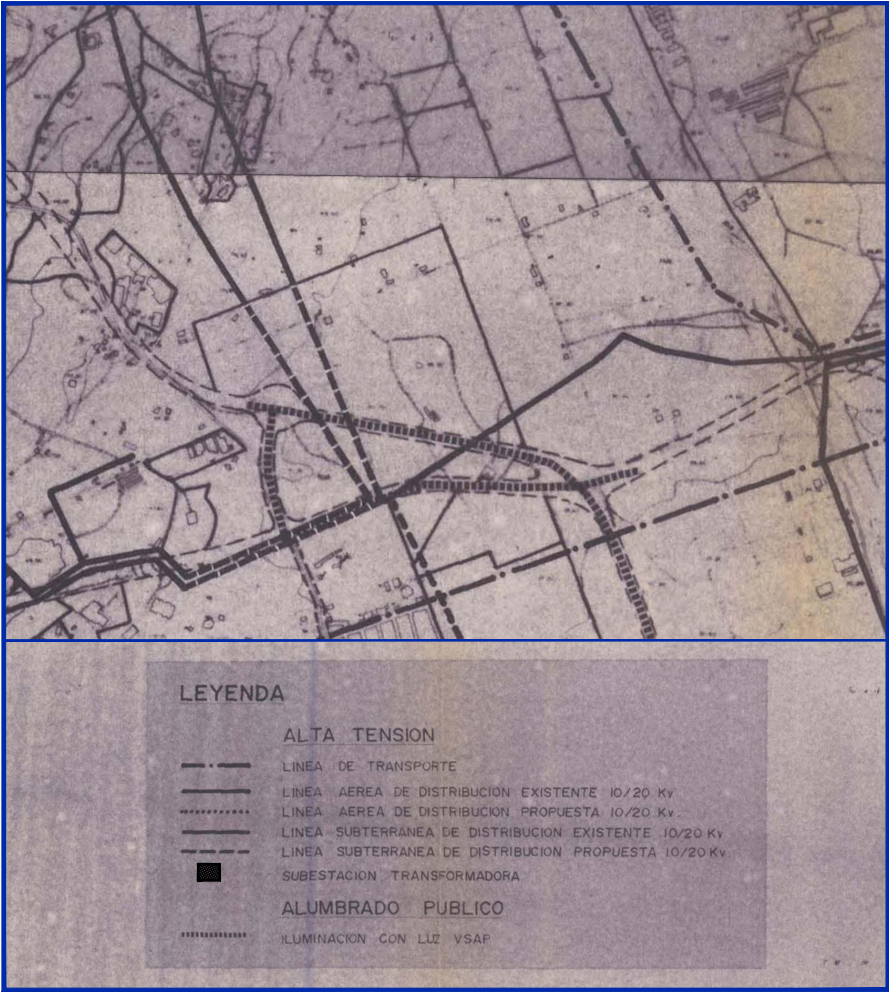 LEYENDA
ALTA TENSION
LINEA DE TRANSPORTE
LINEA AEREA DE DISTRIBUCION EXISTENTE 10/20 Kv
LINEA AEREA DE DISTRIBUCION PROPUESTA 10/20 Kv.
LINEA SUBTERRANEA DE DISTRIBUCION EXISTENTE 10/20 Kv
LINEA SUBTERRANEA DE DISTRIBUCION PROPUESTA 10/20 Kv.
SUBESTACION TRANSFORMADORA
ALUMBRADO PUBLICO
ILUMINACION CON LUZ VSAP